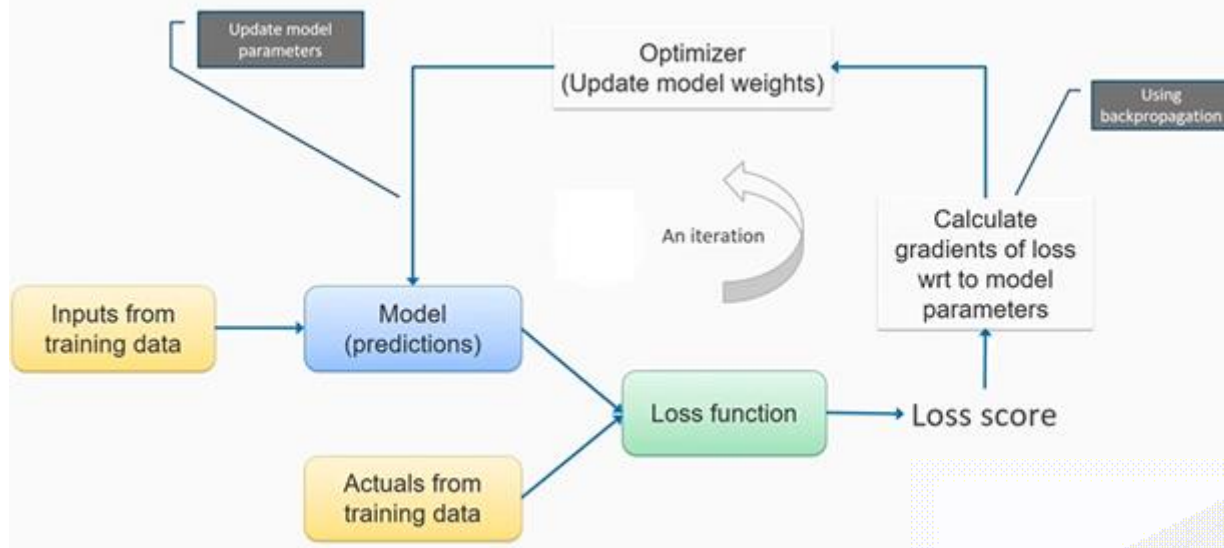 Update model
parameters
Optimizer
(Update model weights)
Using
backpropagation
Calculate
gradients of loss
wrt to model
parameters
An iteration
Inputs from
training data
Model
(predictions)
Loss function
Loss score
Actuals from
training data